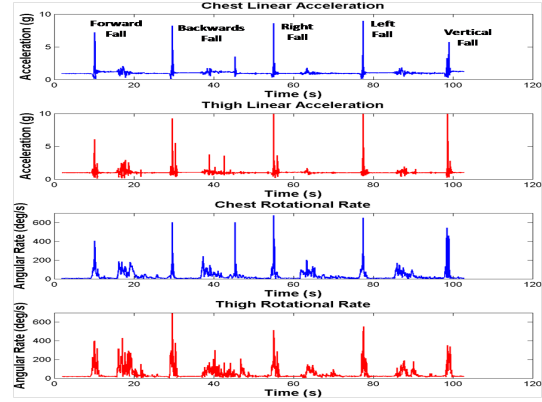 Chest Linear Acceleration
Acceleration (g)
10
5
0
Forward Fall
Backwards Fall
Right Fall
Left Fall
Vertical Fall
0 20 40 60 80 100 120
Time (s)
Thigh Linear Acceleration
Acceleration (g)
10
5
0
0 20 40 60 80 100 120
Time (s)
Chest Rotational Rate
Angular Rate (deg/s)
600
400
200
0
0 20 40 60 80 100 120
Time (s)
Thigh Rotational Rate
Angular Rate (deg/s)
600
400
200
0
0 20 40 60 80 100 120
Time (s)